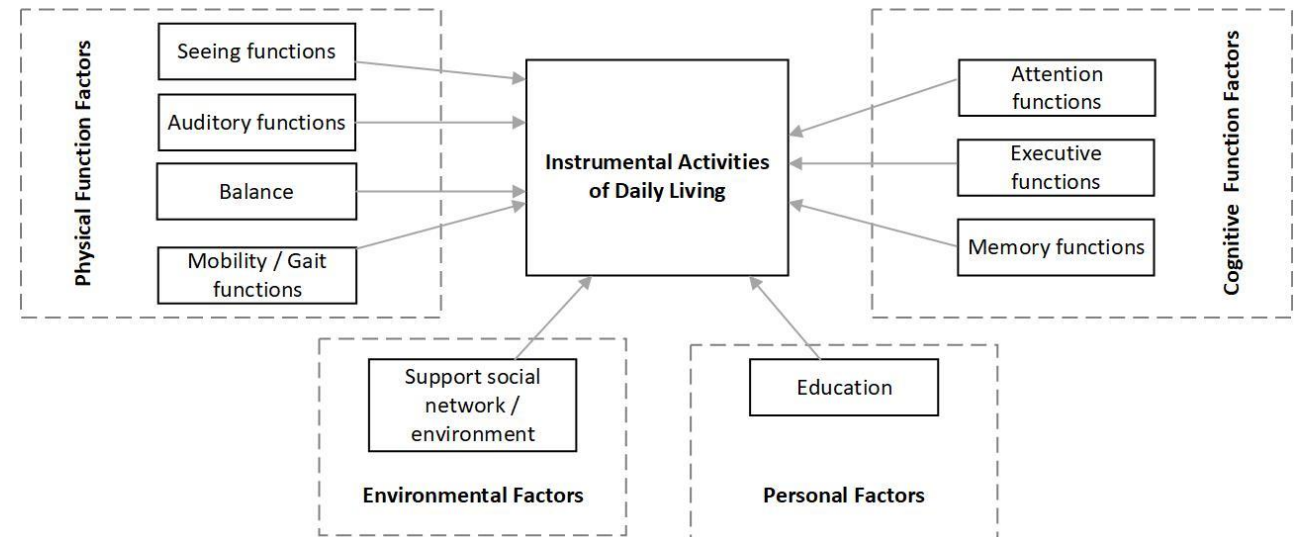 Physical Function Factors
Seeing functions
Auditory functions
Balance
Mobility / Gait
functions
Instrumental Activities
of Daily Living
Attention
functions
Executive
functions
Memory functions
Cognitive Function Factors
Support social
network /
environment
Environmental Factors
Education
Personal Factors